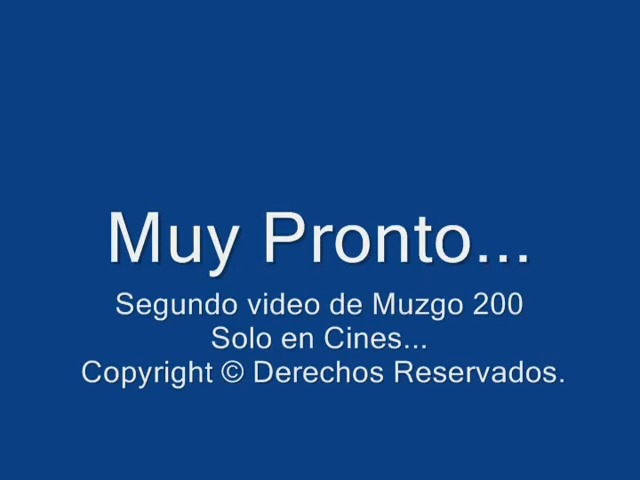 Muy Pronto...
Segundo video de Muzgo 200
Solo en Cines...
Copyright © Derechos Reservados.